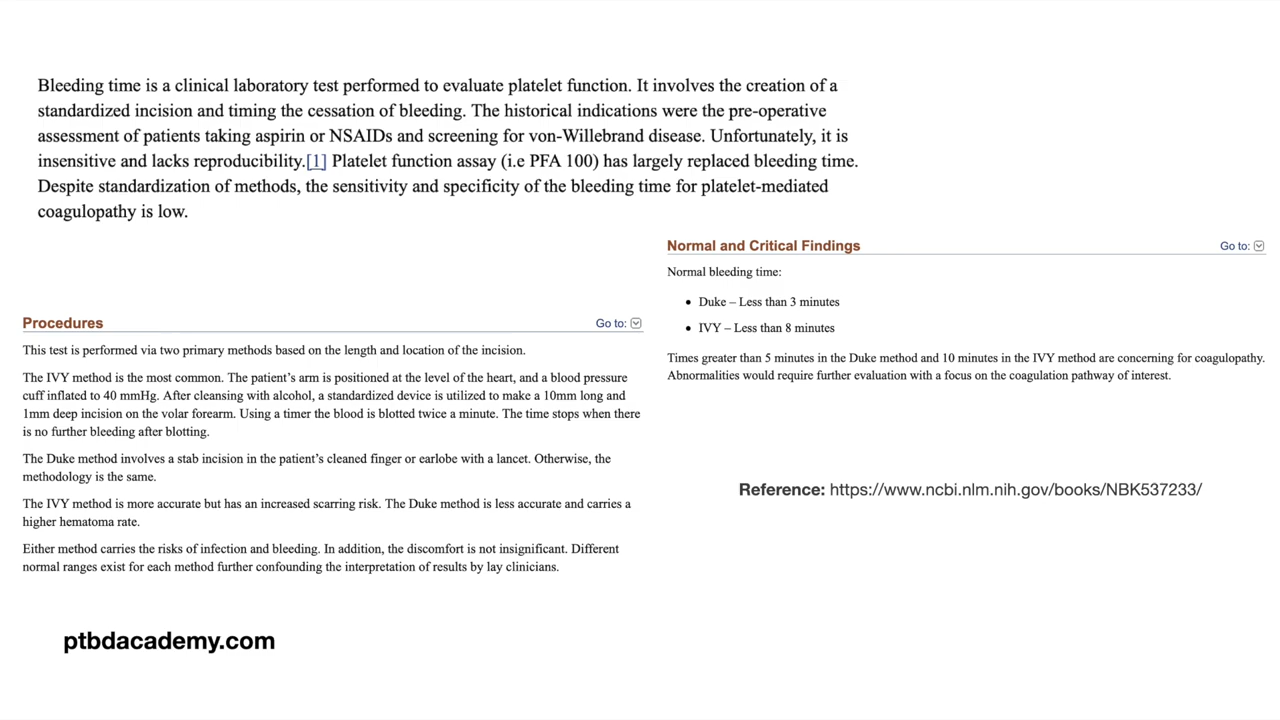 Bleeding time is a clinical laboratory test performed to evaluate platelet function. It involves the creation of a
standardized incision and timing the cessation of bleeding. The historical indications were the pre-operative
assessment of patients taking aspirin or NSAIDs and screening for von-Willebrand disease. Unfortunately, it is
insensitive and lacks reproducibility.[1] Platelet function assay (i.e PFA 100) has largely replaced bleeding time.
Despite standardization of methods, the sensitivity and specificity of the bleeding time for platelet-mediated
coagulopathy is low.
Procedures Go to:
This test is performed via two primary methods based on the length and location of the incision.
The IVY method is the most common. The patient's arm is positioned at the level of the heart, and a blood pressure
cuff inflated to 40 mmHg. After cleansing with alcohol, a standardized device is utilized to make a 10mm long and
1mm deep incision on the volar forearm. Using a timer the blood is blotted twice a minute. The time stops when there
is no further bleeding after blotting.
The Duke method involves a stab incision in the patient's cleaned finger or earlobe with a lancet. Otherwise, the
methodology is the same.
The IVY method is more accurate but has an increased scarring risk. The Duke method is less accurate and carries a
higher hematoma rate.
Either method carries the risks of infection and bleeding. In addition, the discomfort is not insignificant. Different
normal ranges exist for each method further confounding the interpretation of results by lay clinicians.
Normal and Critical Findings Go to:
Normal bleeding time:
• Duke – Less than 3 minutes
• IVY – Less than 8 minutes
Times greater than 5 minutes in the Duke method and 10 minutes in the IVY method are concerning for coagulopathy.
Abnormalities would require further evaluation with a focus on the coagulation pathway of interest.
Reference: https://www.ncbi.nlm.nih.gov/books/NBK537233/
ptbdacademy.com